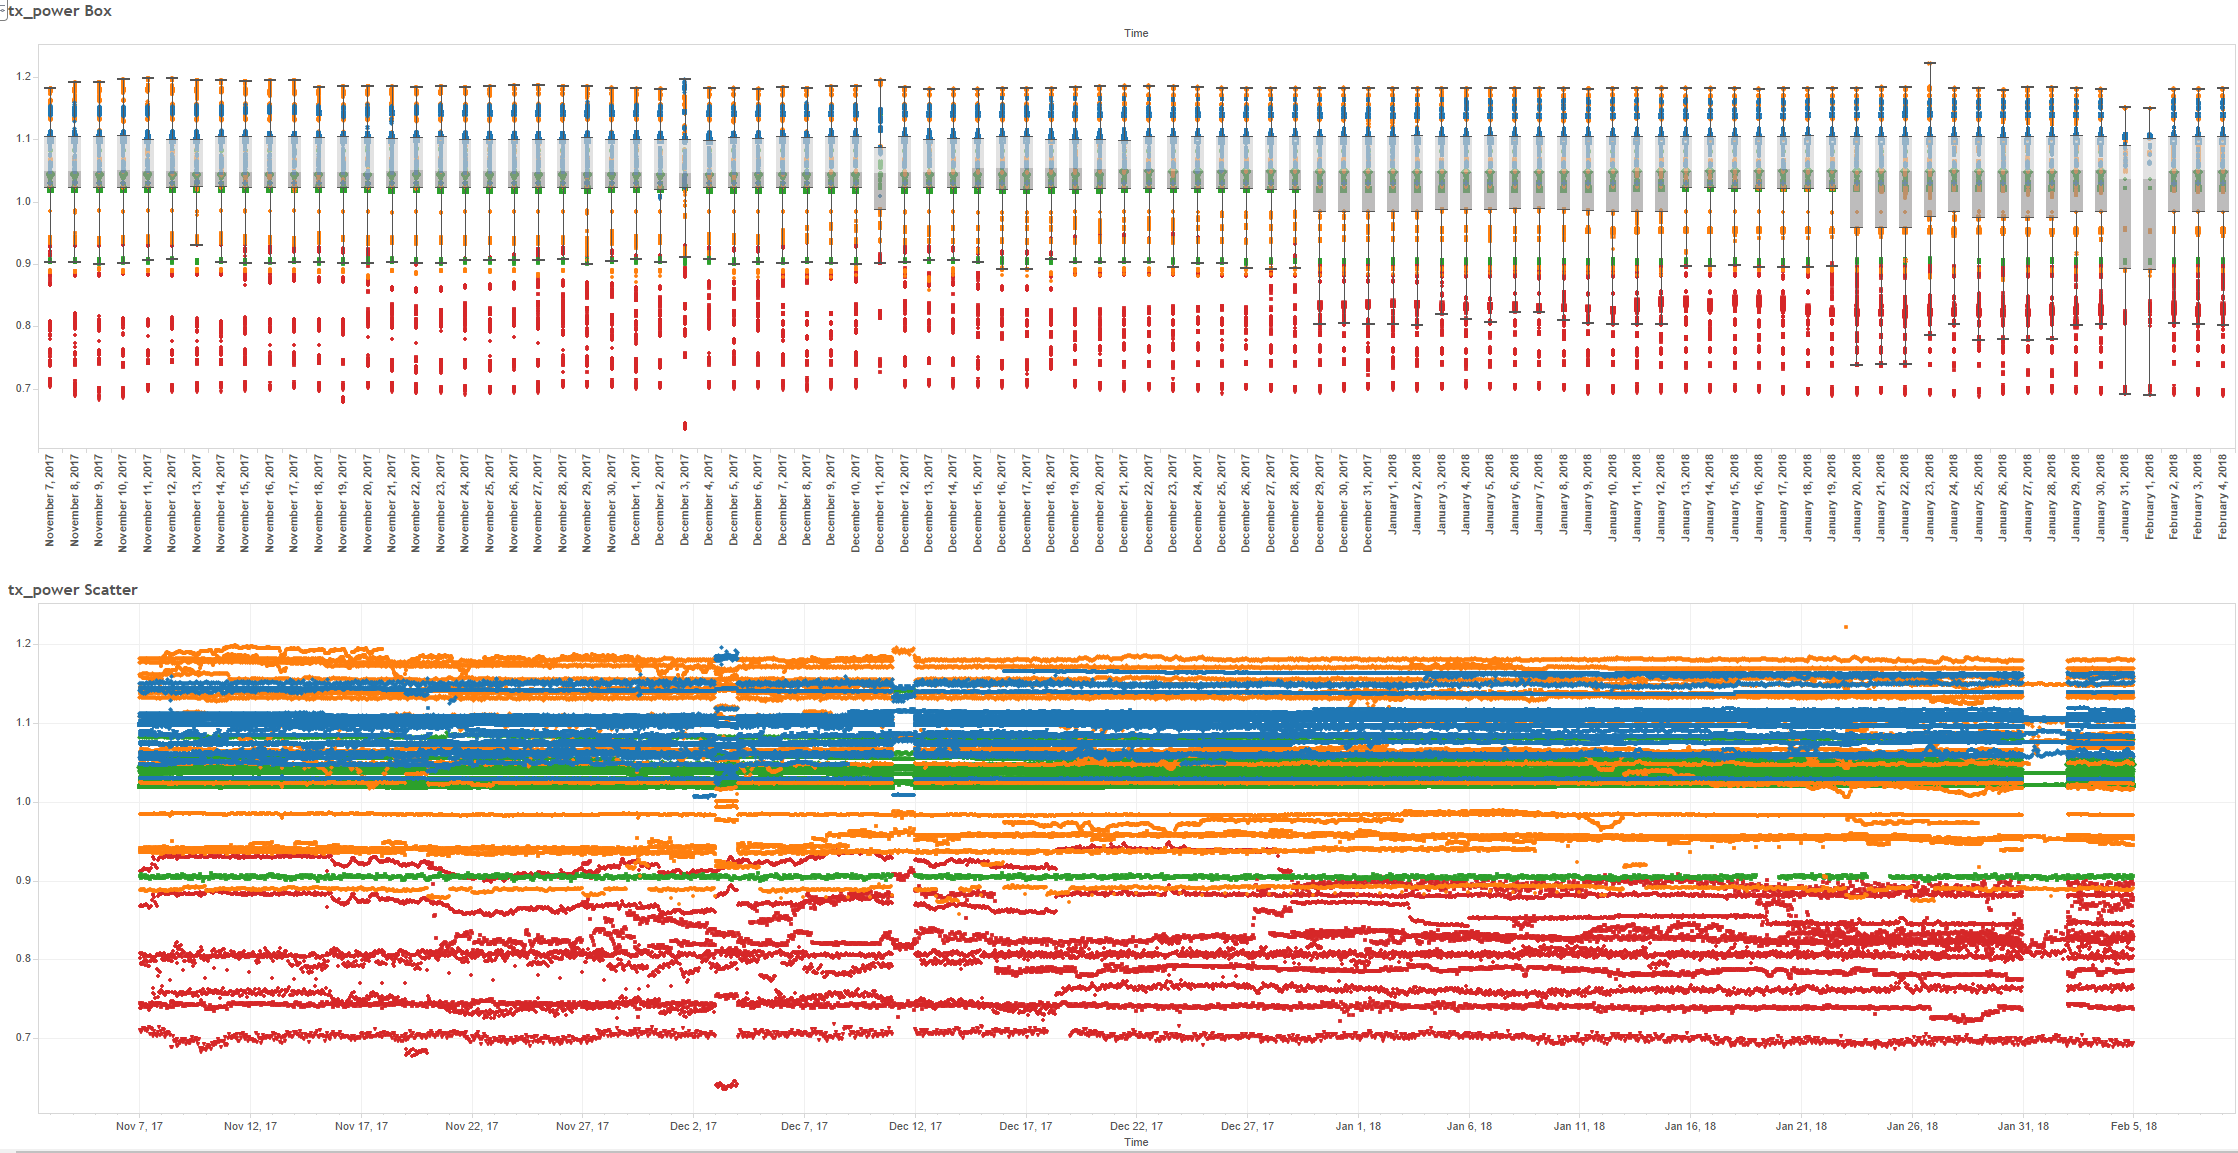 tx_power Box
Time
1.2
1.1
1.0
0.9
0.8
0.7
November 7, 2017
November 8, 2017
November 9, 2017
November 10, 2017
November 11, 2017
November 12, 2017
November 13, 2017
November 14, 2017
November 15, 2017
November 16, 2017
November 17, 2017
November 18, 2017
November 19, 2017
November 20, 2017
November 21, 2017
November 22, 2017
November 23, 2017
November 24, 2017
November 25, 2017
November 26, 2017
November 27, 2017
November 28, 2017
November 29, 2017
November 30, 2017
December 1, 2017
December 2, 2017
December 3, 2017
December 4, 2017
December 5, 2017
December 6, 2017
December 7, 2017
December 8, 2017
December 9, 2017
December 10, 2017
December 11, 2017
December 12, 2017
December 13, 2017
December 14, 2017
December 15, 2017
December 16, 2017
December 17, 2017
December 18, 2017
December 19, 2017
December 20, 2017
December 21, 2017
December 22, 2017
December 23, 2017
December 24, 2017
December 25, 2017
December 26, 2017
December 27, 2017
December 28, 2017
December 29, 2017
December 30, 2017
December 31, 2017
January 1, 2018
January 2, 2018
January 3, 2018
January 4, 2018
January 5, 2018
January 6, 2018
January 7, 2018
January 8, 2018
January 9, 2018
January 10, 2018
January 11, 2018
January 12, 2018
January 13, 2018
January 14, 2018
January 15, 2018
January 16, 2018
January 17, 2018
January 18, 2018
January 19, 2018
January 20, 2018
January 21, 2018
January 22, 2018
January 23, 2018
January 24, 2018
January 25, 2018
January 26, 2018
January 27, 2018
January 28, 2018
January 29, 2018
January 30, 2018
January 31, 2018
February 1, 2018
February 2, 2018
February 3, 2018
February 4, 2018
tx_power Scatter
1.2
1.1
1.0
0.9
0.8
0.7
Nov 7, 17
Nov 12, 17
Nov 17, 17
Nov 22, 17
Nov 27, 17
Dec 2, 17
Dec 7, 17
Dec 12, 17
Dec 17, 17
Dec 22, 17
Dec 27, 17
Jan 1, 18
Jan 6, 18
Jan 11, 18
Jan 16, 18
Jan 21, 18
Jan 26, 18
Jan 31, 18
Feb 5, 18
Time